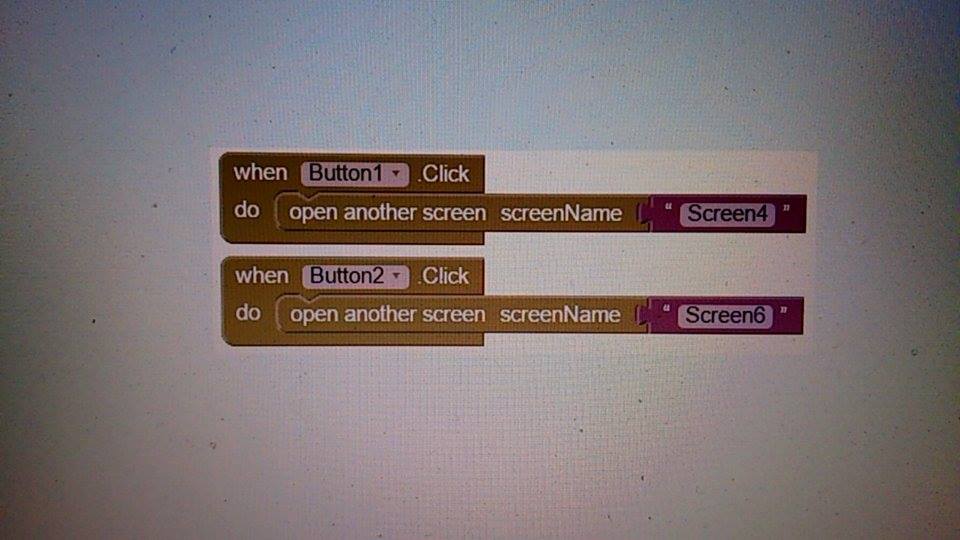 when Button1 .Click
do open another screen screenName " Screen4 "
when Button2 .Click
do open another screen screenName " Screen6 "